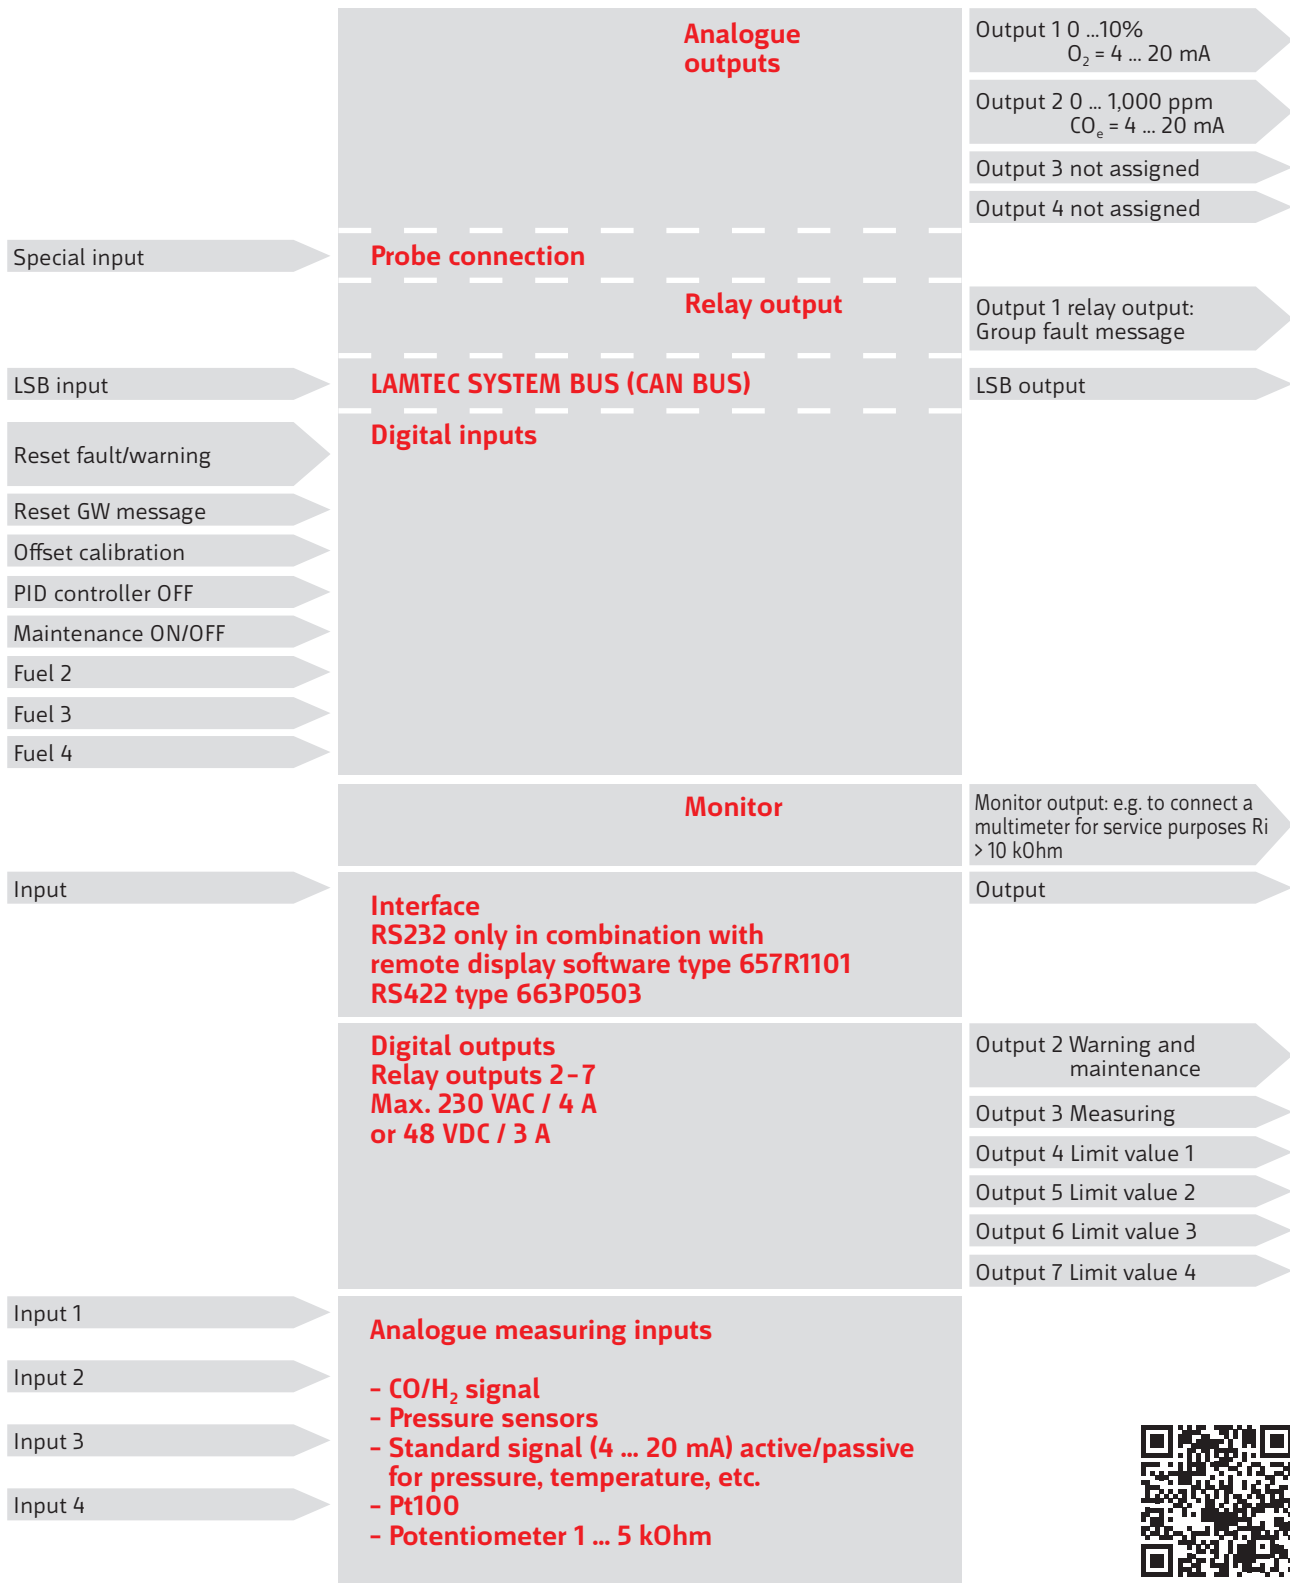 Analogue
outputs
Output 1 0 ...10%
O₂ = 4 ... 20 mA
Output 2 0 ... 1,000 ppm
COₑ = 4 ... 20 mA
Output 3 not assigned
Output 4 not assigned
Special input
Probe connection
Relay output
Output 1 relay output:
Group fault message
LSB input
LAMTEC SYSTEM BUS (CAN BUS)
LSB output
Digital inputs
Reset fault/warning
Reset GW message
Offset calibration
PID controller OFF
Maintenance ON/OFF
Fuel 2
Fuel 3
Fuel 4
Monitor
Monitor output: e.g. to connect a
multimeter for service purposes Ri
> 10 kOhm
Input
Interface
RS232 only in combination with
remote display software type 657R1101
RS422 type 663P0503
Output
Digital outputs
Relay outputs 2 – 7
Max. 230 VAC / 4 A
or 48 VDC / 3 A
Output 2 Warning and
maintenance
Output 3 Measuring
Output 4 Limit value 1
Output 5 Limit value 2
Output 6 Limit value 3
Output 7 Limit value 4
Input 1
Input 2
Input 3
Input 4
Analogue measuring inputs
– CO/H₂ signal
– Pressure sensors
– Standard signal (4 ... 20 mA) active/passive
for pressure, temperature, etc.
– Pt100
– Potentiometer 1 ... 5 kOhm